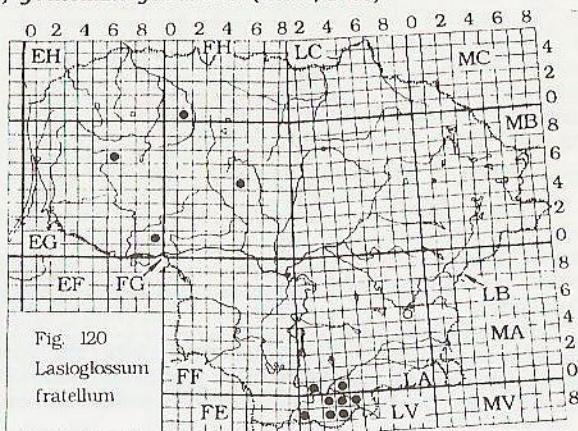 0 2 4 6 8 0 2 4 6 8 2 4 6 8 0 2 4 6 8
EH FH LC MC
4
2
0
MB 8
6
4
2
EG 0
EF FG LB 8
6
MA 4
Fig. 120
Lasioglossum
fratellum
2
FF LA 0
FE LV MV 8